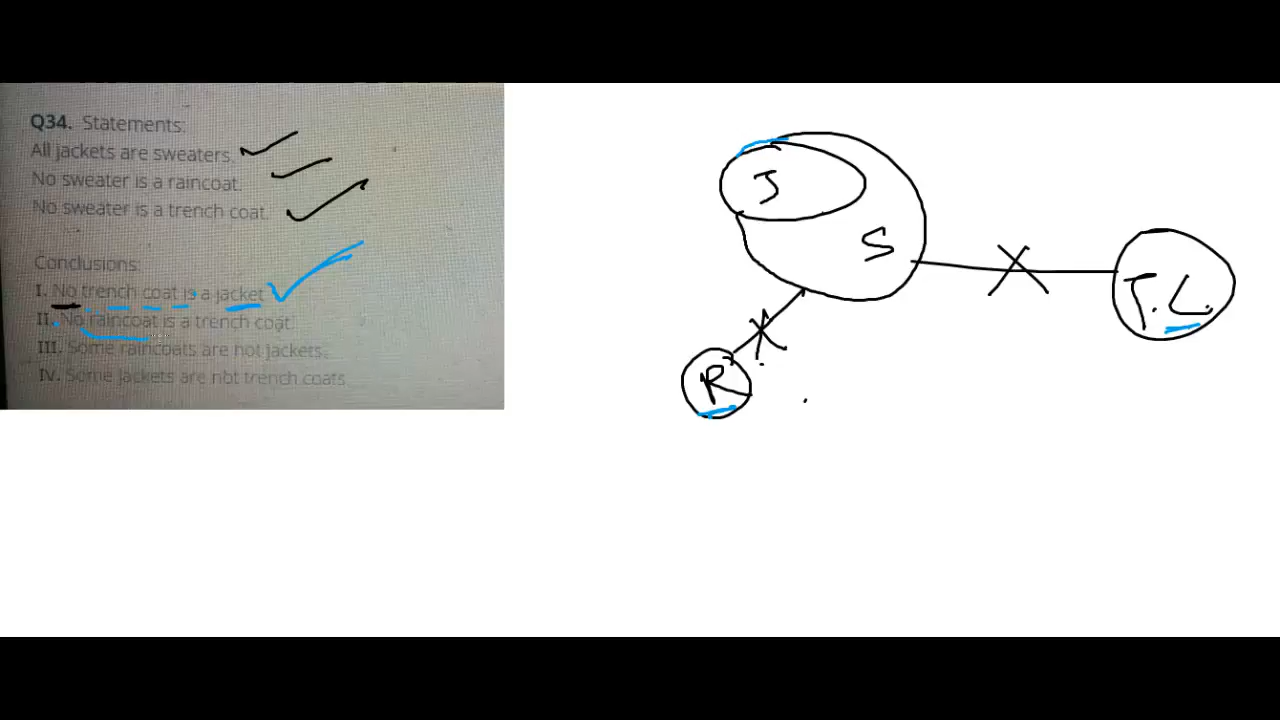 Q34. Statements:
All jackets are sweaters.
No sweater is a raincoat.
No sweater is a trench coat.
Conclusions:
I. No trench coat is a jacket
II. No raincoat is a trench coat.
III. Some raincoats are not jackets.
IV. Some jackets are not trench coats.
J
S
T.C.
R